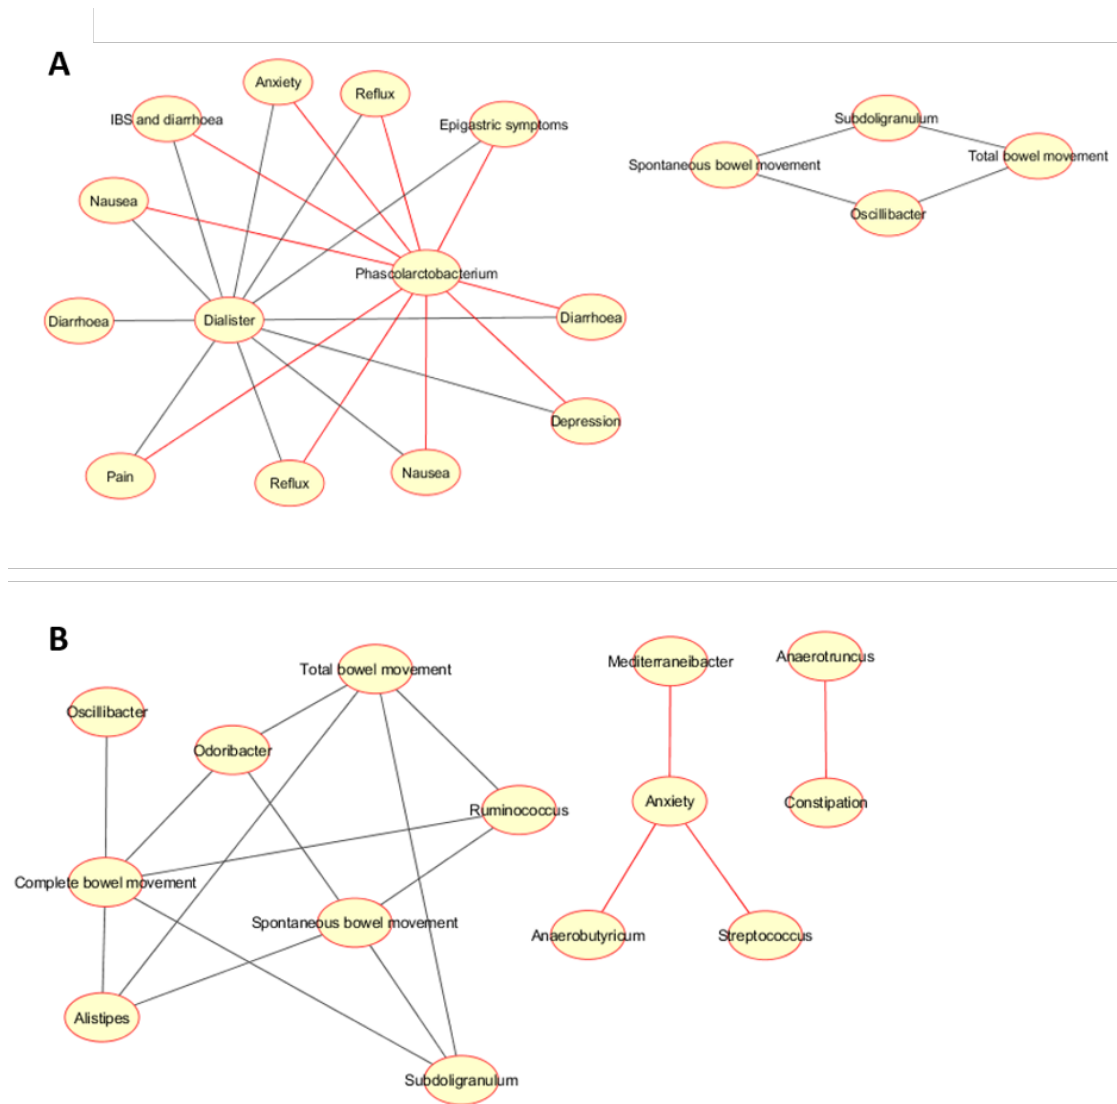 A
Anxiety
Reflux
IBS and diarrhoea
Epigastric symptoms
Nausea
Phascolarctobacterium
Diarrhoea
Dialister
Diarrhoea
Depression
Pain
Reflux
Nausea
Subdoligranulum
Spontaneous bowel movement
Total bowel movement
Oscillibacter
B
Total bowel movement
Oscillibacter
Odoribacter
Ruminococcus
Complete bowel movement
Spontaneous bowel movement
Alistipes
Subdoligranulum
Mediterraneibacter
Anxiety
Anaerobutyricum
Streptococcus
Anaerotruncus
Constipation